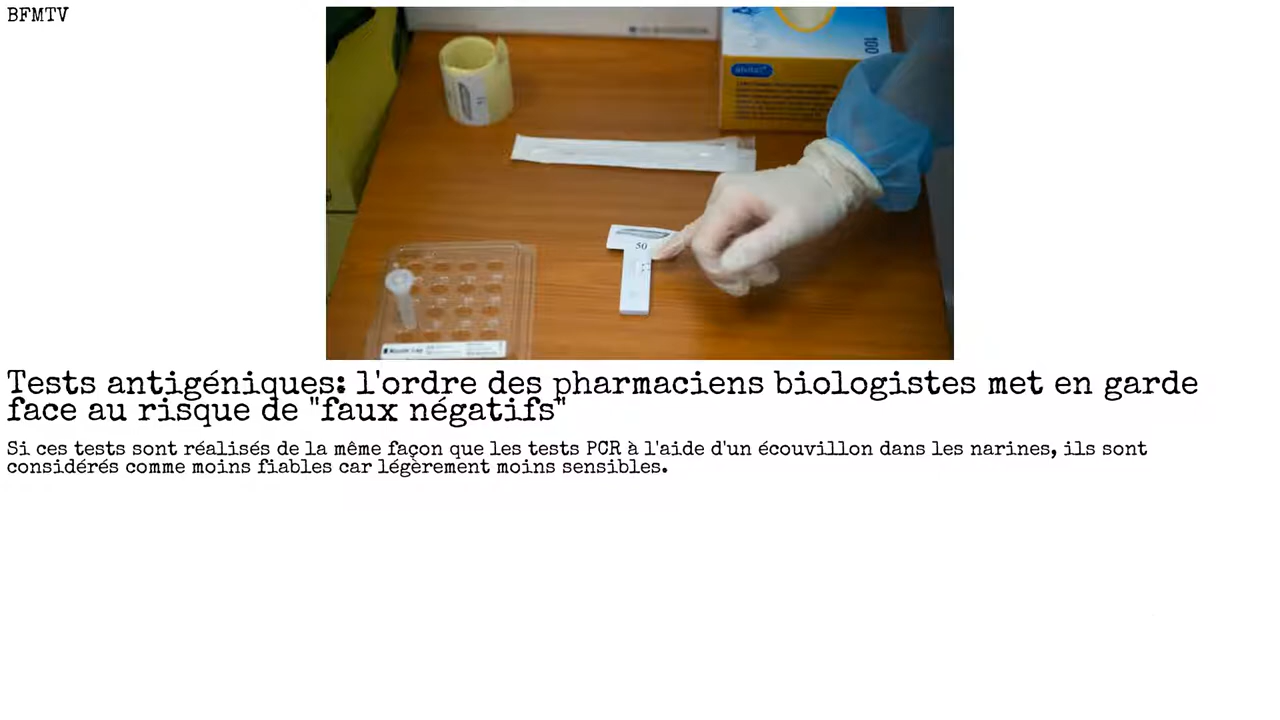 BFMTV
100
50
Tests antigéniques: l'ordre des pharmaciens biologistes met en garde
face au risque de "faux négatifs"
Si ces tests sont réalisés de la même façon que les tests PCR à l'aide d'un écouvillon dans les narines, ils sont
considérés comme moins fiables car légèrement moins sensibles.